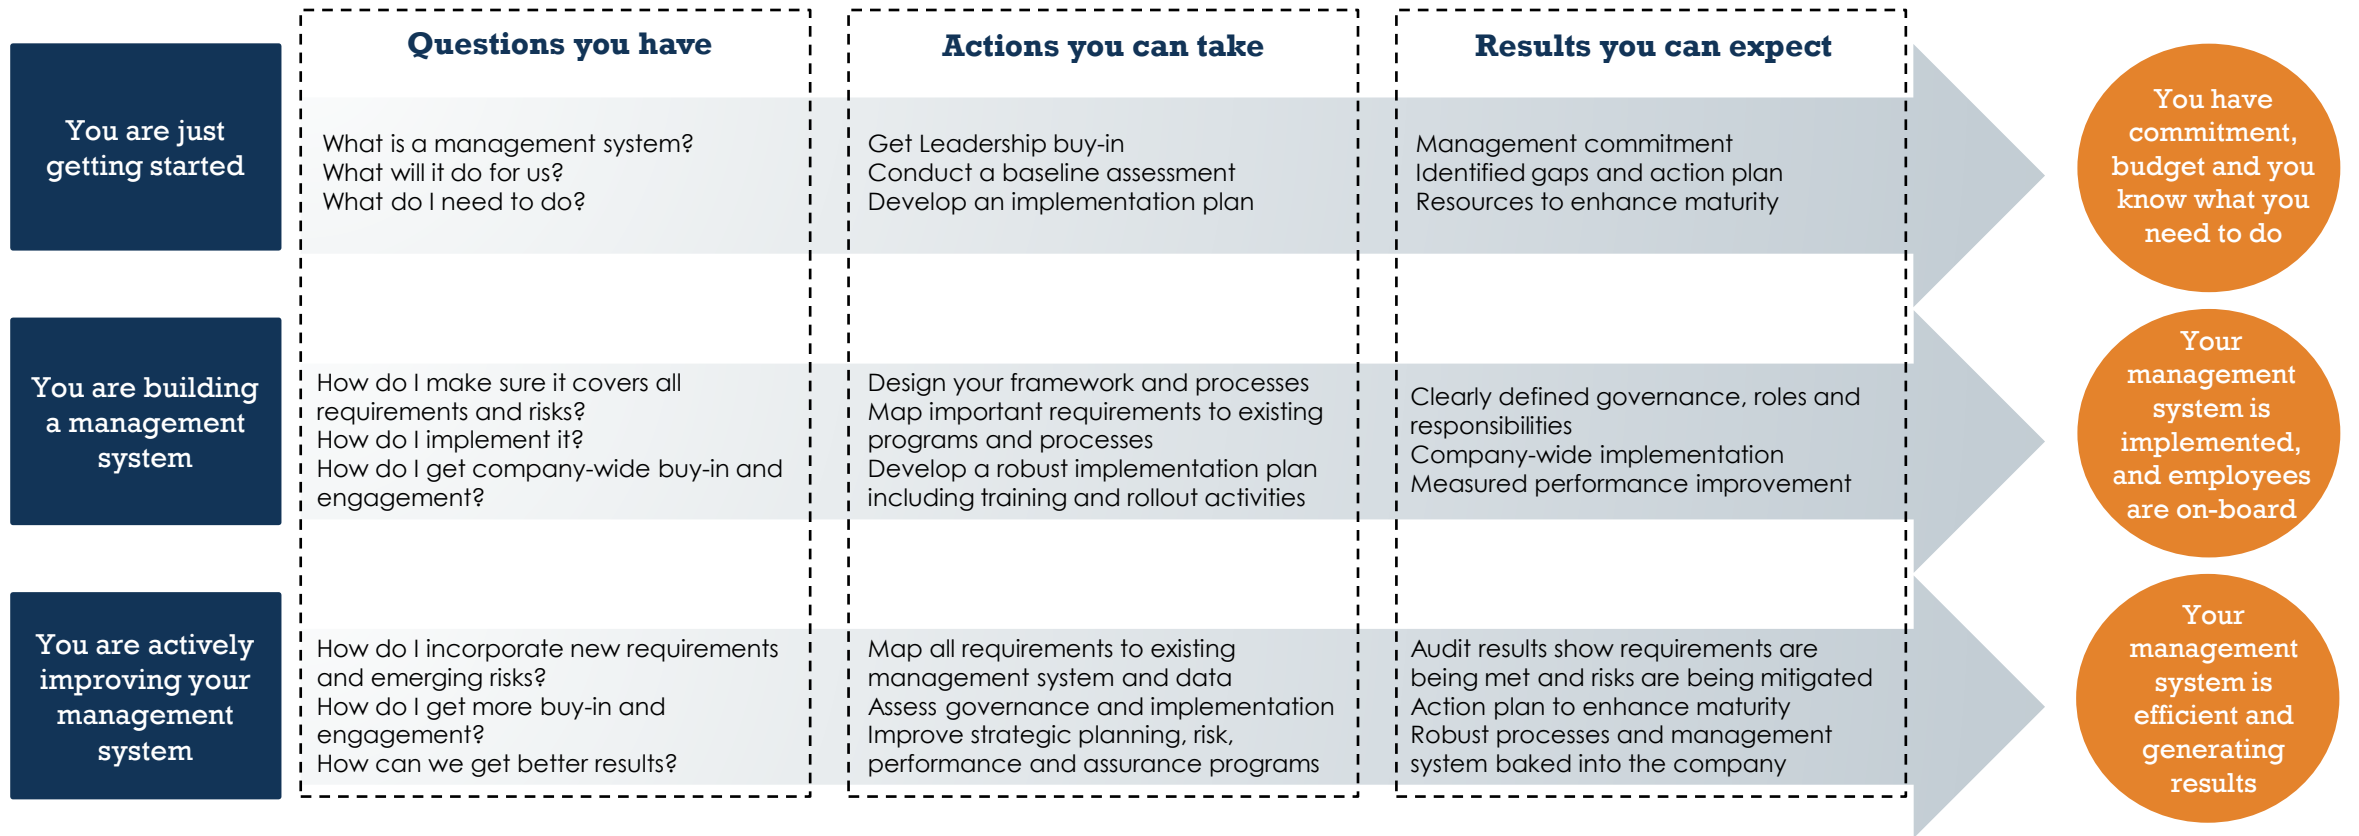 Questions you have
Actions you can take
Results you can expect
You are just
getting started
What is a management system?
What will it do for us?
What do I need to do?
Get Leadership buy-in
Conduct a baseline assessment
Develop an implementation plan
Management commitment
Identified gaps and action plan
Resources to enhance maturity
You have
commitment,
budget and you
know what you
need to do
You are building
a management
system
How do I make sure it covers all
requirements and risks?
How do I implement it?
How do I get company-wide buy-in and
engagement?
Design your framework and processes
Map important requirements to existing
programs and processes
Develop a robust implementation plan
including training and rollout activities
Clearly defined governance, roles and
responsibilities
Company-wide implementation
Measured performance improvement
Your
management
system is
implemented,
and employees
are on-board
You are actively
improving your
management
system
How do I incorporate new requirements
and emerging risks?
How do I get more buy-in and
engagement?
How can we get better results?
Map all requirements to existing
management system and data
Assess governance and implementation
Improve strategic planning, risk,
performance and assurance programs
Audit results show requirements are
being met and risks are being mitigated
Action plan to enhance maturity
Robust processes and management
system baked into the company
Your
management
system is
efficient and
generating
results